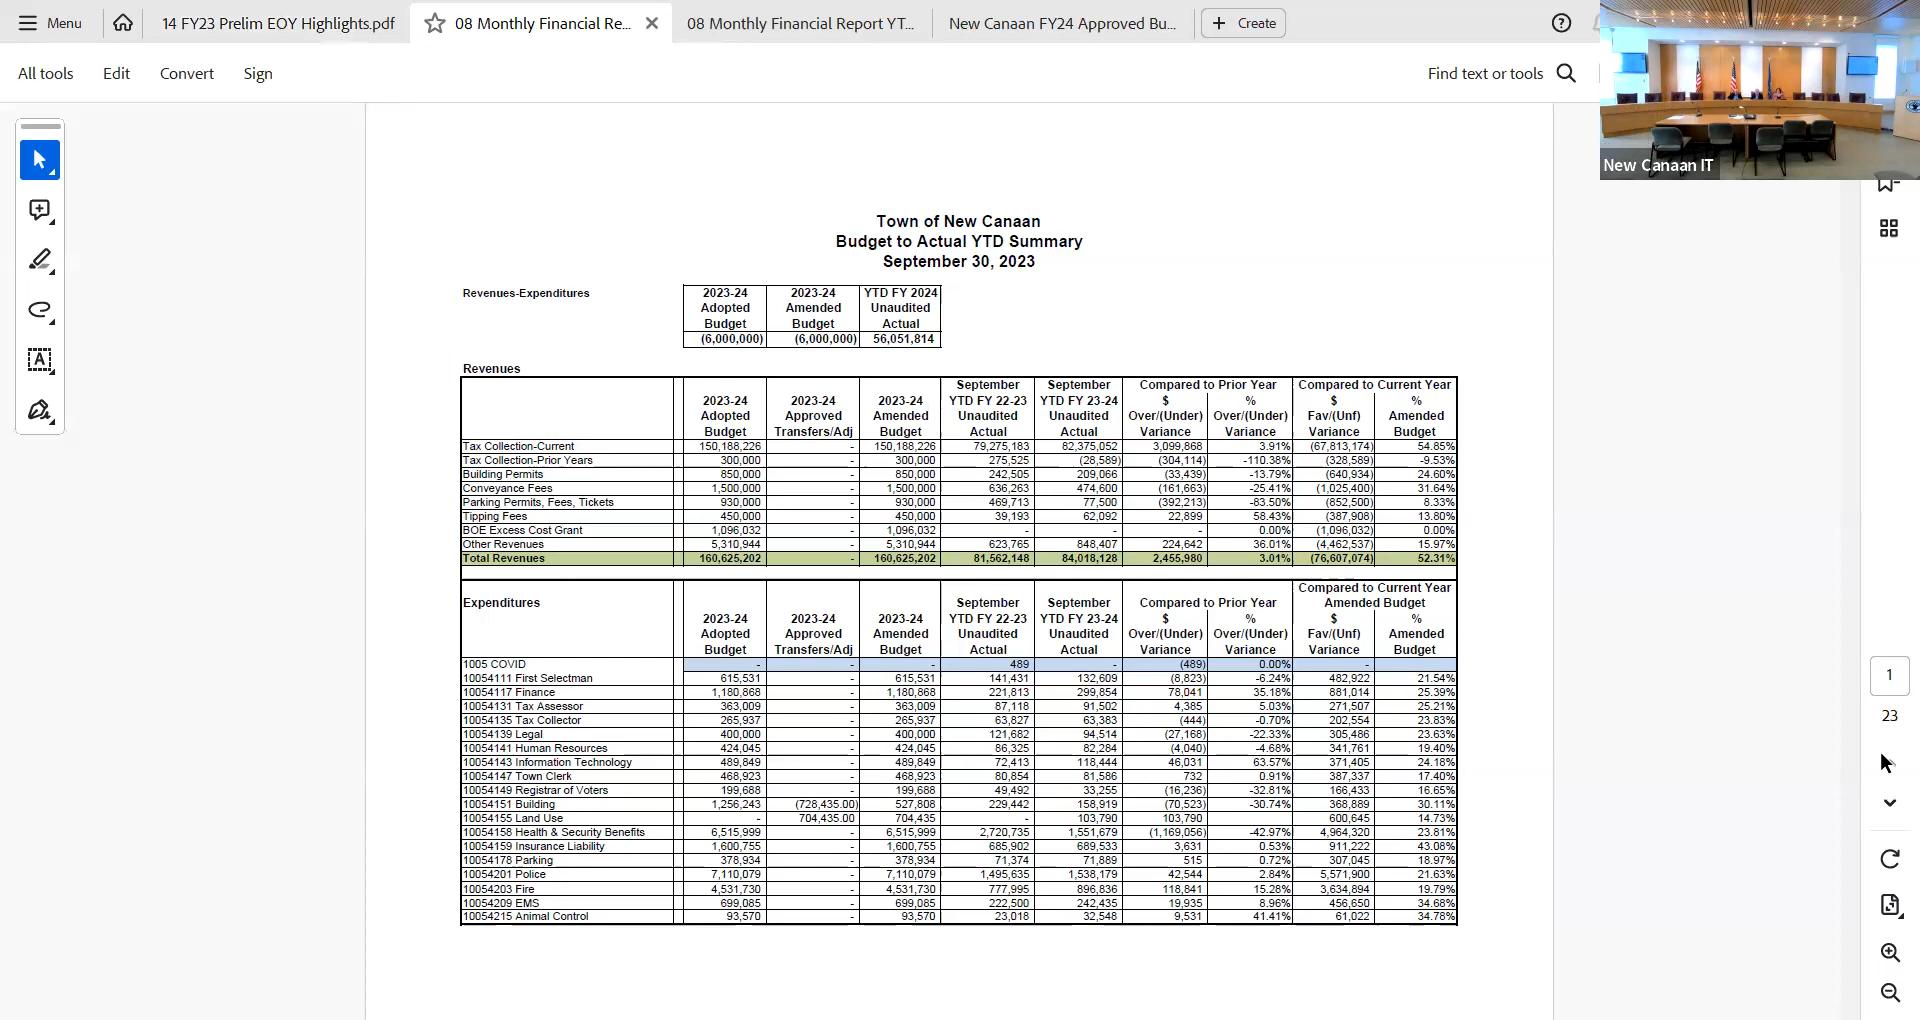 Menu
14 FY23 Prelim EOY Highlights.pdf
08 Monthly Financial Re...
08 Monthly Financial Report YT...
New Canaan FY24 Approved Bu...
+ Create
All tools Edit Convert Sign
Find text or tools
New Canaan IT
Town of New Canaan
Budget to Actual YTD Summary
September 30, 2023
Revenues-Expenditures
2023-24 Adopted Budget
2023-24 Amended Budget
YTD FY 2024 Unaudited Actual
(6,000,000) (6,000,000) 56,051,814
Revenues
2023-24 Adopted Budget
2023-24 Approved Transfers/Adj
2023-24 Amended Budget
September YTD FY 22-23 Unaudited Actual
September YTD FY 23-24 Unaudited Actual
Compared to Prior Year
$ Over/(Under) Variance
% Over/(Under) Variance
Compared to Current Year
$ Fav/(Unf) Variance
% Amended Budget
Tax Collection-Current 150,188,226 - 150,188,226 79,275,183 82,375,052 3,099,868 3.91% (67,813,174) 54.85%
Tax Collection-Prior Years 300,000 - 300,000 275,525 (28,589) (304,114) -110.38% (328,589) -9.53%
Building Permits 850,000 - 850,000 242,505 209,066 (33,439) -13.79% (640,934) 24.60%
Conveyance Fees 1,500,000 - 1,500,000 636,263 474,600 (161,663) -25.41% (1,025,400) 31.64%
Parking Permits, Fees, Tickets 930,000 - 930,000 469,713 77,500 (392,213) -83.50% (852,500) 8.33%
Tipping Fees 450,000 - 450,000 39,193 62,092 22,899 58.43% (387,908) 13.80%
BOE Excess Cost Grant 1,096,032 - 1,096,032 - - - 0.00% (1,096,032) 0.00%
Other Revenues 5,310,944 - 5,310,944 623,765 848,407 224,642 36.01% (4,462,537) 15.97%
Total Revenues 160,625,202 - 160,625,202 81,562,148 84,018,128 2,455,980 3.01% (76,607,074) 52.31%
Expenditures
2023-24 Adopted Budget
2023-24 Approved Transfers/Adj
2023-24 Amended Budget
September YTD FY 22-23 Unaudited Actual
September YTD FY 23-24 Unaudited Actual
Compared to Prior Year
$ Over/(Under) Variance
% Over/(Under) Variance
Compared to Current Year Amended Budget
$ Fav/(Unf) Variance
% Amended Budget
1005 COVID - - - 489 - (489) 0.00% -
10054111 First Selectman 615,531 - 615,531 141,431 132,609 (8,823) -6.24% 482,922 21.54%
10054117 Finance 1,180,868 - 1,180,868 221,813 299,854 78,041 35.18% 881,014 25.39%
10054131 Tax Assessor 363,009 - 363,009 87,118 91,502 4,385 5.03% 271,507 25.21%
10054135 Tax Collector 265,937 - 265,937 63,827 63,383 (444) -0.70% 202,554 23.83%
10054139 Legal 400,000 - 400,000 121,682 94,514 (27,168) -22.33% 305,486 23.63%
10054141 Human Resources 424,045 - 424,045 86,325 82,284 (4,040) -4.68% 341,761 19.40%
10054143 Information Technology 489,849 - 489,849 72,413 118,444 46,031 63.57% 371,405 24.18%
10054147 Town Clerk 468,923 - 468,923 80,854 81,586 732 0.91% 387,337 17.40%
10054149 Registrar of Voters 199,688 - 199,688 49,492 33,255 (16,236) -32.81% 166,433 16.65%
10054151 Building 1,256,243 (728,435.00) 527,808 229,442 158,919 (70,523) -30.74% 368,889 30.11%
10054155 Land Use - 704,435.00 704,435 - 103,790 103,790 600,645 14.73%
10054158 Health & Security Benefits 6,515,999 - 6,515,999 2,720,735 1,551,679 (1,169,056) -42.97% 4,964,320 23.81%
10054159 Insurance Liability 1,600,755 - 1,600,755 685,902 689,533 3,631 0.53% 911,222 43.08%
10054178 Parking 378,934 - 378,934 71,374 71,889 515 0.72% 307,045 18.97%
10054201 Police 7,110,079 - 7,110,079 1,495,635 1,538,179 42,544 2.84% 5,571,900 21.63%
10054203 Fire 4,531,730 - 4,531,730 777,995 896,836 118,841 15.28% 3,634,894 19.79%
10054209 EMS 699,085 - 699,085 222,500 242,435 19,935 8.96% 456,650 34.68%
10054215 Animal Control 93,570 - 93,570 23,018 32,548 9,531 41.41% 61,022 34.78%
1
23